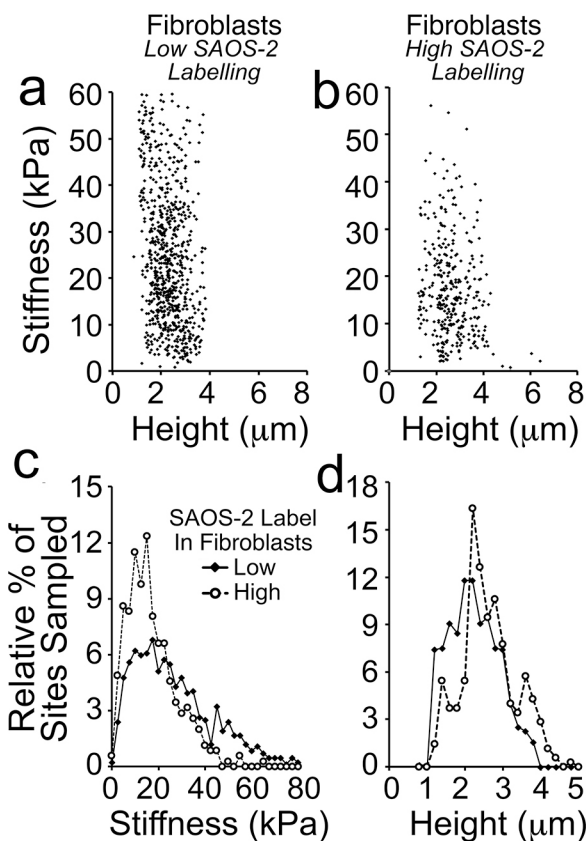 Fibroblasts
Low SAOS-2
Labelling
Fibroblasts
High SAOS-2
Labelling
a
b
60
50
40
30
20
10
0
Stiffness (kPa)
0 2 4 6 8
Height (μm)
60
50
40
30
20
10
0
0 2 4 6 8
Height (μm)
c
d
15
12
9
6
3
0
Relative % of
Sites Sampled
SAOS-2 Label
In Fibroblasts
Low
High
0 20 40 60 80
Stiffness (kPa)
18
15
12
9
6
3
0
0 1 2 3 4 5
Height (μm)